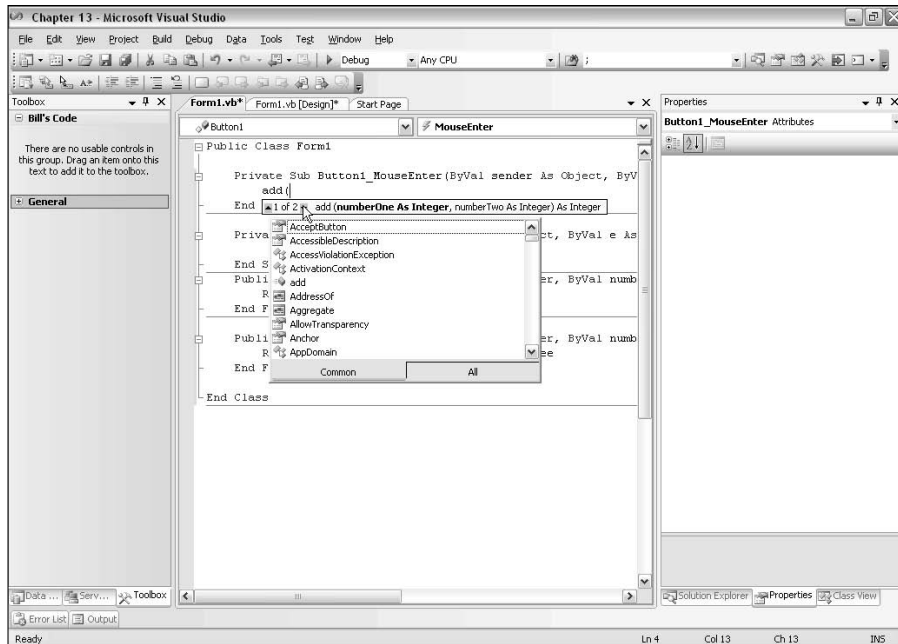 Chapter 13 - Microsoft Visual Studio
File Edit View Project Build Debug Data Tools Test Window Help
Debug Any CPU ;
Toolbox
Form1.vb* Form1.vb [Design]* Start Page
Properties
Bill's Code
Button1 MouseEnter
Button1_MouseEnter Attributes
There are no usable controls in
this group. Drag an item onto this
text to add it to the toolbox.
General
Public Class Form1
Private Sub Button1_MouseEnter(ByVal sender As Object, ByV
add(
End
1 of 2 add (numberOne As Integer, numberTwo As Integer) As Integer
Priva ct, ByVal e As
End S
Publi er, ByVal numb
R
End F
Publi er, ByVal numb
R ee
End F
End Class
AcceptButton
AccessibleDescription
AccessViolationException
ActivationContext
add
AddressOf
Aggregate
AllowTransparency
Anchor
AppDomain
Common All
Data ... Serv... Toolbox
Solution Explorer Properties Class View
Error List Output
Ready Ln 4 Col 13 Ch 13 INS